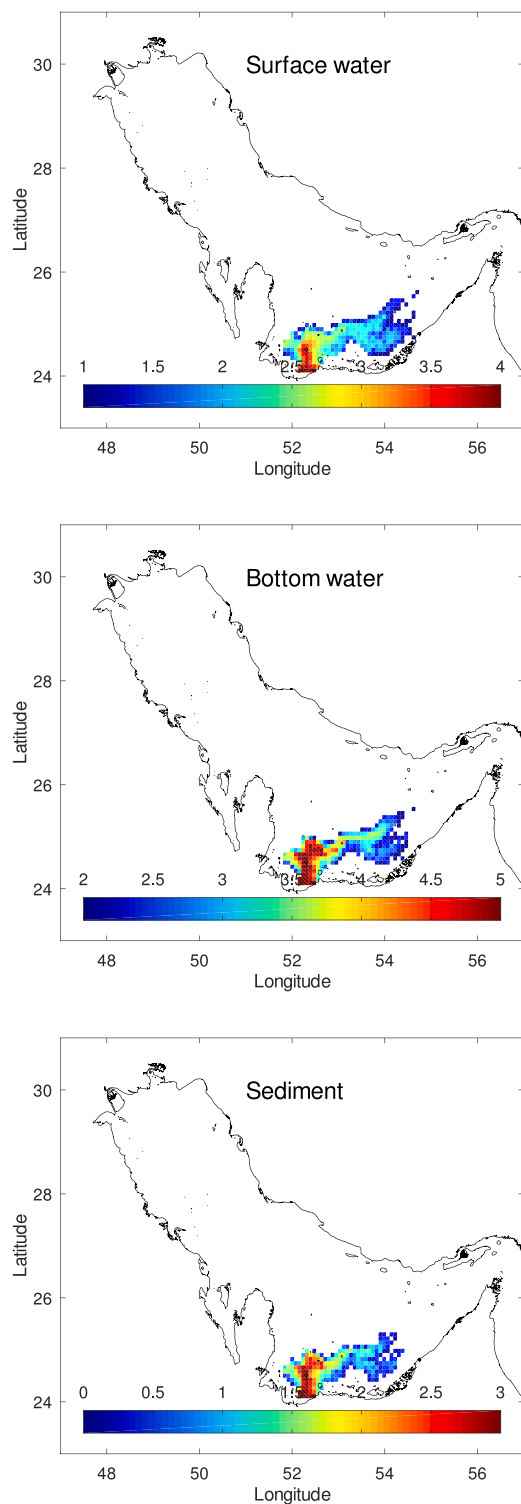 30
Surface water
28
Latitude
26
24
1 1.5 2 2.5 3 3.5 4
48 50 52 54 56
Longitude
30
Bottom water
28
Latitude
26
24
2 2.5 3 3.5 4 4.5 5
48 50 52 54 56
Longitude
30
Sediment
28
Latitude
26
24
0 0.5 1 1.5 2 2.5 3
48 50 52 54 56
Longitude